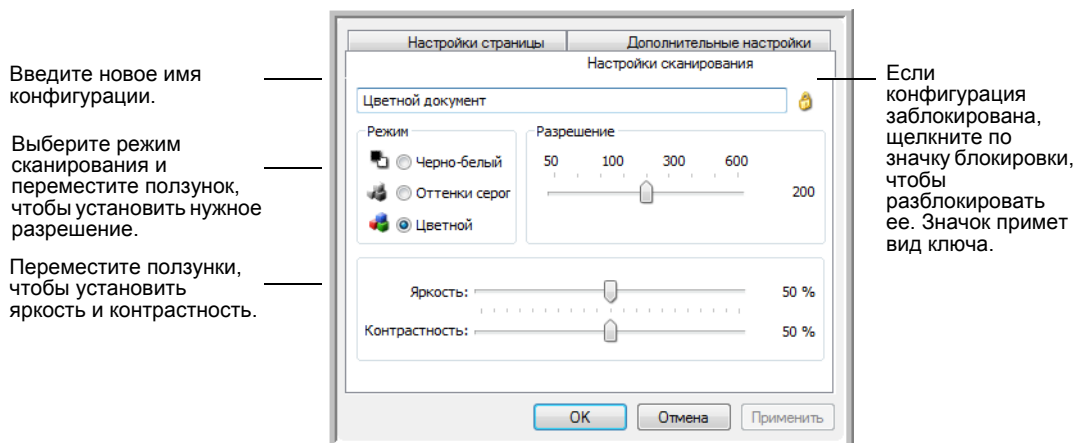 Введите новое имя
конфигурации.
Выберите режим
сканирования и
переместите ползунок,
чтобы установить нужное
разрешение.
Переместите ползунки,
чтобы установить
яркость и контрастность.
Настройки страницы
Дополнительные настройки
Настройки сканирования
Цветной документ
Режим
Черно-белый
Оттенки серог
Цветной
Разрешение
50 100 300 600
200
Яркость: 50 %
Контрастность: 50 %
OK
Отмена
Применить
Если
конфигурация
заблокирована,
щелкните по
значку блокировки,
чтобы
разблокировать
ее. Значок примет
вид ключа.